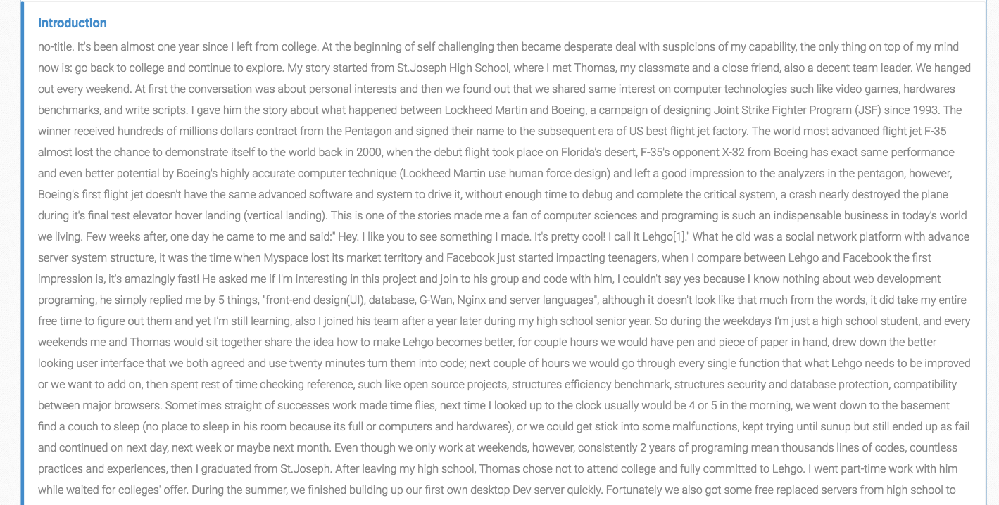 Introduction
no-title. It's been almost one year since I left from college. At the beginning of self challenging then became desperate deal with suspicions of my capability, the only thing on top of my mind
now is: go back to college and continue to explore. My story started from St.Joseph High School, where I met Thomas, my classmate and a close friend, also a decent team leader. We hanged
out every weekend. At first the conversation was about personal interests and then we found out that we shared same interest on computer technologies such like video games, hardwares
benchmarks, and write scripts. I gave him the story about what happened between Lockheed Martin and Boeing, a campaign of designing Joint Strike Fighter Program (JSF) since 1993. The
winner received hundreds of millions dollars contract from the Pentagon and signed their name to the subsequent era of US best flight jet factory. The world most advanced flight jet F-35
almost lost the chance to demonstrate itself to the world back in 2000, when the debut flight took place on Florida's desert, F-35's opponent X-32 from Boeing has exact same performance
and even better potential by Boeing's highly accurate computer technique (Lockheed Martin use human force design) and left a good impression to the analyzers in the pentagon, however,
Boeing's first flight jet doesn't have the same advanced software and system to drive it, without enough time to debug and complete the critical system, a crash nearly destroyed the plane
during it's final test elevator hover landing (vertical landing). This is one of the stories made me a fan of computer sciences and programing is such an indispensable business in today's world
we living. Few weeks after, one day he came to me and said:" Hey. I like you to see something I made. It's pretty cool! I call it Lehgo[1]." What he did was a social network platform with advance
server system structure, it was the time when Myspace lost its market territory and Facebook just started impacting teenagers, when I compare between Lehgo and Facebook the first
impression is, it's amazingly fast! He asked me if I'm interesting in this project and join to his group and code with him, I couldn't say yes because I know nothing about web development
programing, he simply replied me by 5 things, "front-end design(UI), database, G-Wan, Nginx and server languages", although it doesn't look like that much from the words, it did take my entire
free time to figure out them and yet I'm still learning, also I joined his team after a year later during my high school senior year. So during the weekdays I'm just a high school student, and every
weekends me and Thomas would sit together share the idea how to make Lehgo becomes better, for couple hours we would have pen and piece of paper in hand, drew down the better
looking user interface that we both agreed and use twenty minutes turn them into code; next couple of hours we would go through every single function that what Lehgo needs to be improved
or we want to add on, then spent rest of time checking reference, such like open source projects, structures efficiency benchmark, structures security and database protection, compatibility
between major browsers. Sometimes straight of successes work made time flies, next time I looked up to the clock usually would be 4 or 5 in the morning, we went down to the basement
find a couch to sleep (no place to sleep in his room because its full or computers and hardwares), or we could get stick into some malfunctions, kept trying until sunup but still ended up as fail
and continued on next day, next week or maybe next month. Even though we only work at weekends, however, consistently 2 years of programing mean thousands lines of codes, countless
practices and experiences, then I graduated from St.Joseph. After leaving my high school, Thomas chose not to attend college and fully committed to Lehgo. I went part-time work with him
while waited for colleges' offer. During the summer, we finished building up our first own desktop Dev server quickly. Fortunately we also got some free replaced servers from high school to